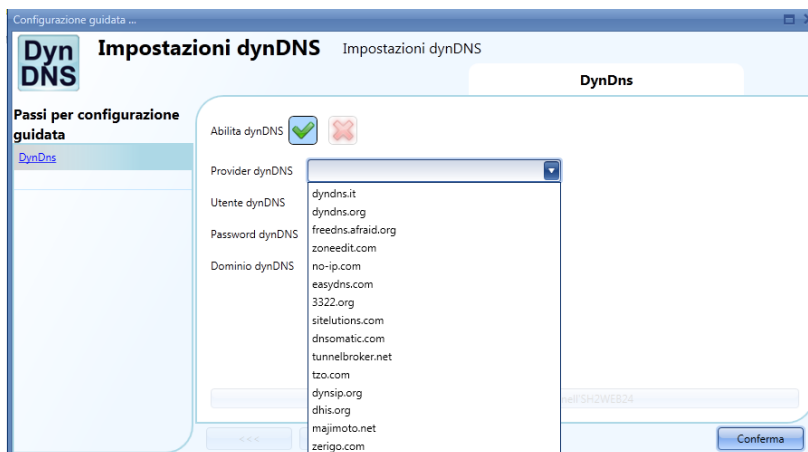 Configurazione guidata ...
Dyn
DNS
Impostazioni dynDNS
Impostazioni dynDNS
DynDns
Passi per configurazione
guidata
DynDns
Abilita dynDNS
Provider dynDNS
Utente dynDNS
Password dynDNS
Dominio dynDNS
dyndns.it
dyndns.org
freedns.afraid.org
zoneedit.com
no-ip.com
easydns.com
3322.org
sitelutions.com
dnsomatic.com
tunnelbroker.net
tzo.com
dynsip.org
dhis.org
majimoto.net
zerigo.com
nell'SH2WEB24
<<<
Conferma